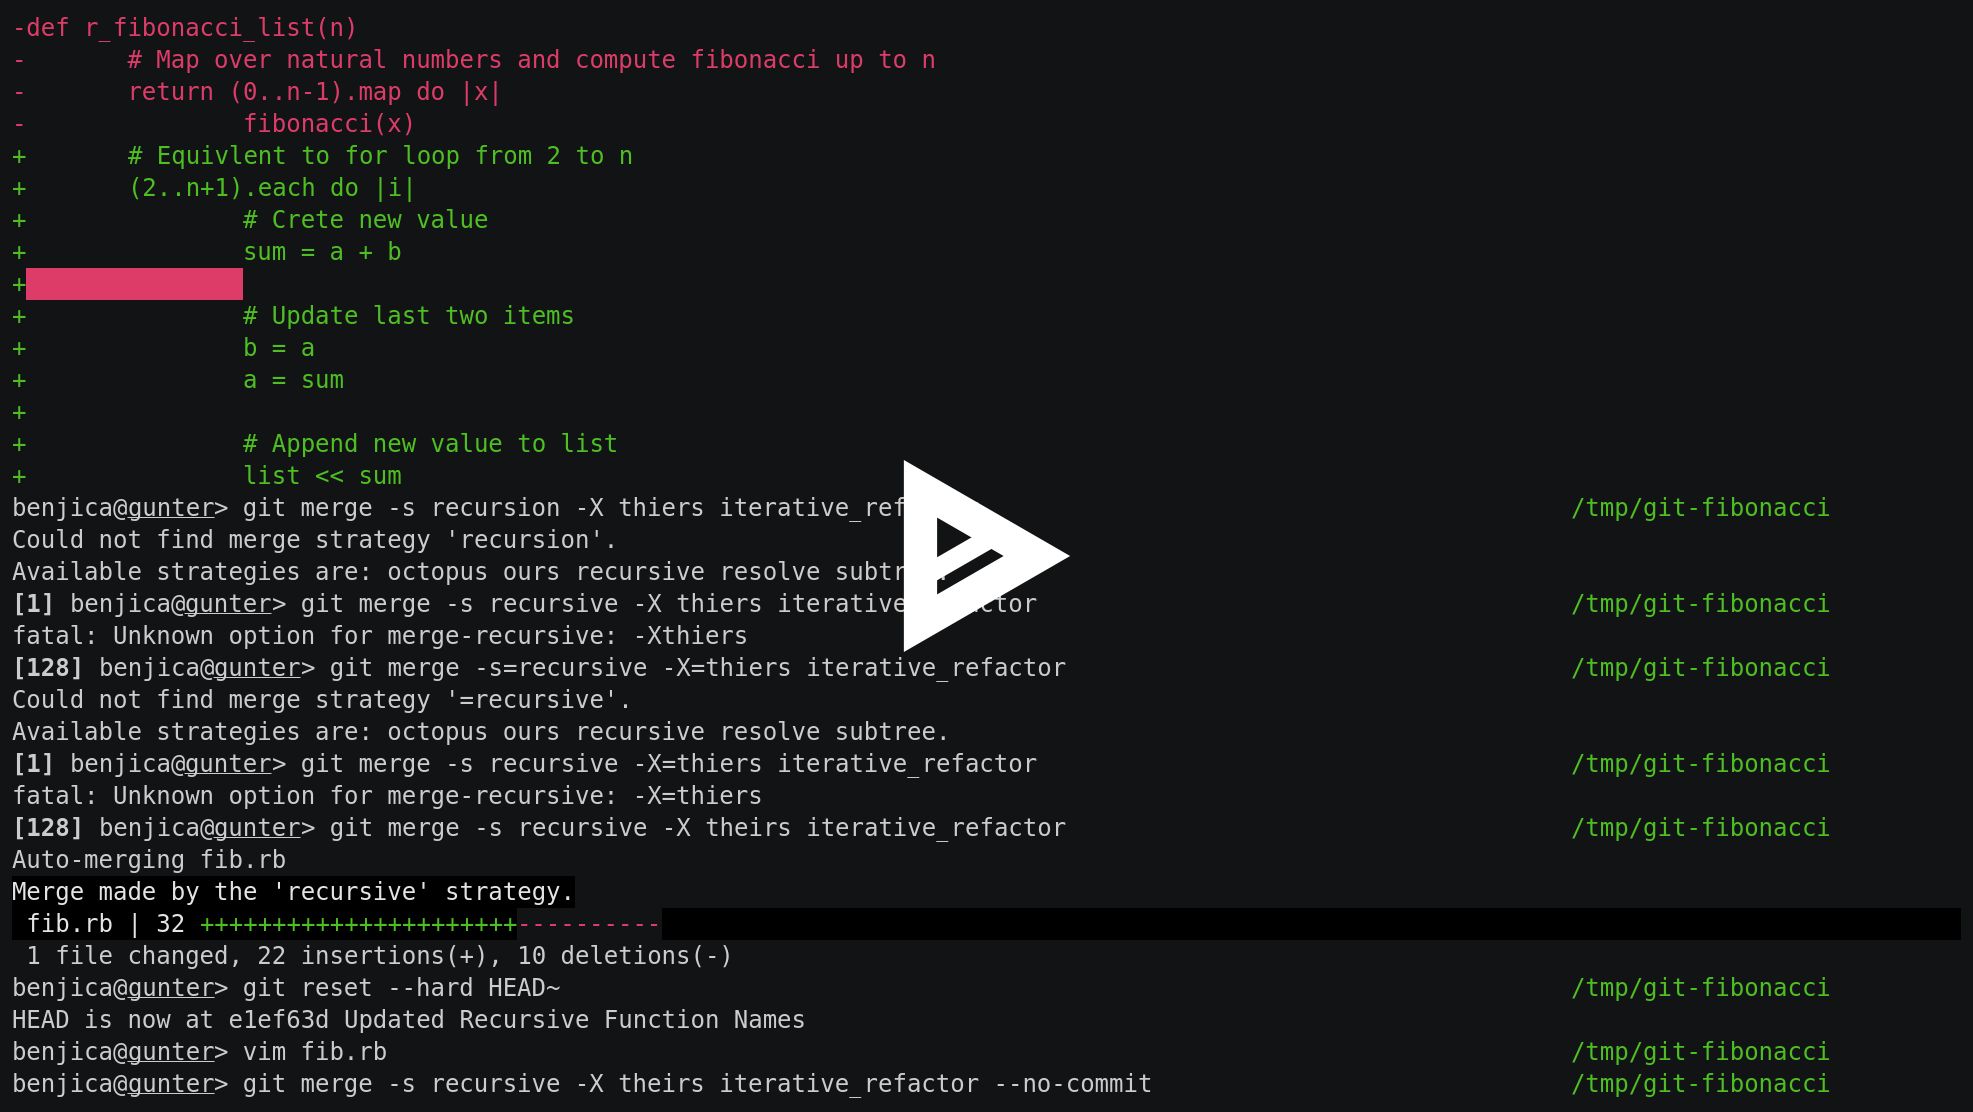 -def r_fibonacci_list(n)
-       # Map over natural numbers and compute fibonacci up to n
-       return (0..n-1).map do |x|
-               fibonacci(x)
+       # Equivlent to for loop from 2 to n
+       (2..n+1).each do |i|
+               # Crete new value
+               sum = a + b
+
+               # Update last two items
+               b = a
+               a = sum
+
+               # Append new value to list
+               list << sum
benjica@gunter> git merge -s recursion -X thiers /tmp/git-fibonacci
Could not find merge strategy 'recursion'.
Available strategies are: octopus ours recursive resolve
[1] benjica@gunter> git merge -s recursive -X thiers /tmp/git-fibonacci
fatal: Unknown option for merge-recursive: -Xthiers
[128] benjica@gunter> git merge -s=recursive -X=thiers iterative_refactor /tmp/git-fibonacci
Could not find merge strategy '=recursive'.
Available strategies are: octopus ours recursive resolve subtree.
[1] benjica@gunter> git merge -s recursive -X=thiers iterative_refactor /tmp/git-fibonacci
fatal: Unknown option for merge-recursive: -X=thiers
[128] benjica@gunter> git merge -s recursive -X theirs iterative_refactor /tmp/git-fibonacci
Auto-merging fib.rb
Merge made by the 'recursive' strategy.
 fib.rb | 32 ++++++++++++++++++++++----------
 1 file changed, 22 insertions(+), 10 deletions(-)
benjica@gunter> git reset --hard HEAD~ /tmp/git-fibonacci
HEAD is now at e1ef63d Updated Recursive Function Names
benjica@gunter> vim fib.rb /tmp/git-fibonacci
benjica@gunter> git merge -s recursive -X theirs iterative_refactor --no-commit /tmp/git-fibonacci